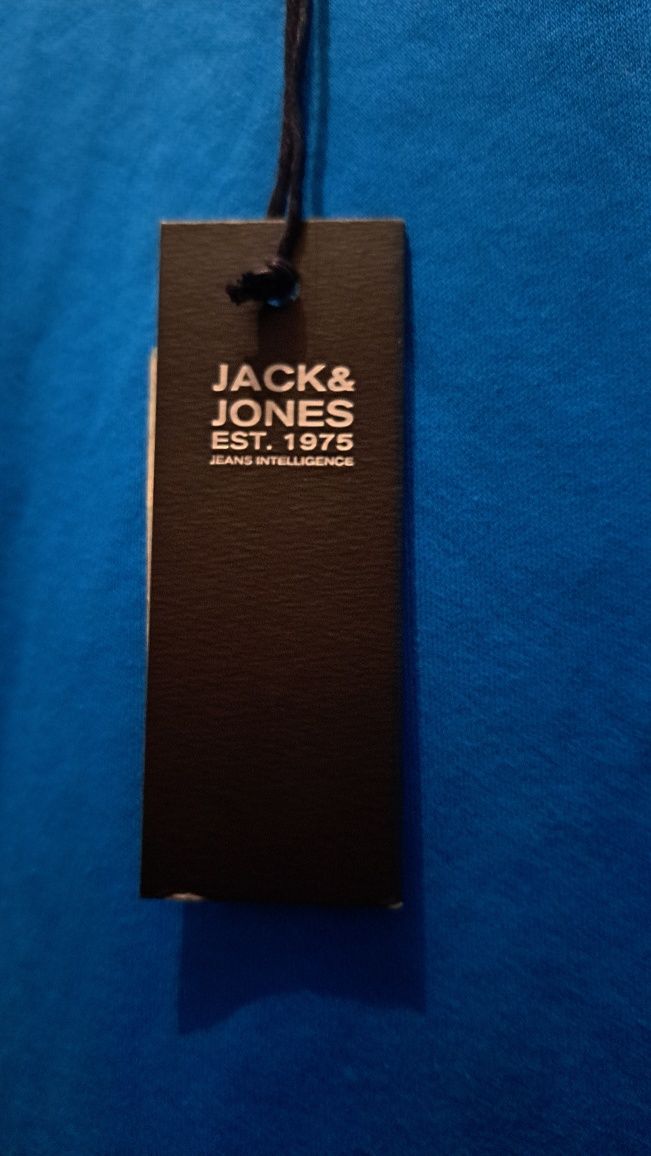 JACK&
JONES
EST. 1975
JEANS INTELLIGENCE